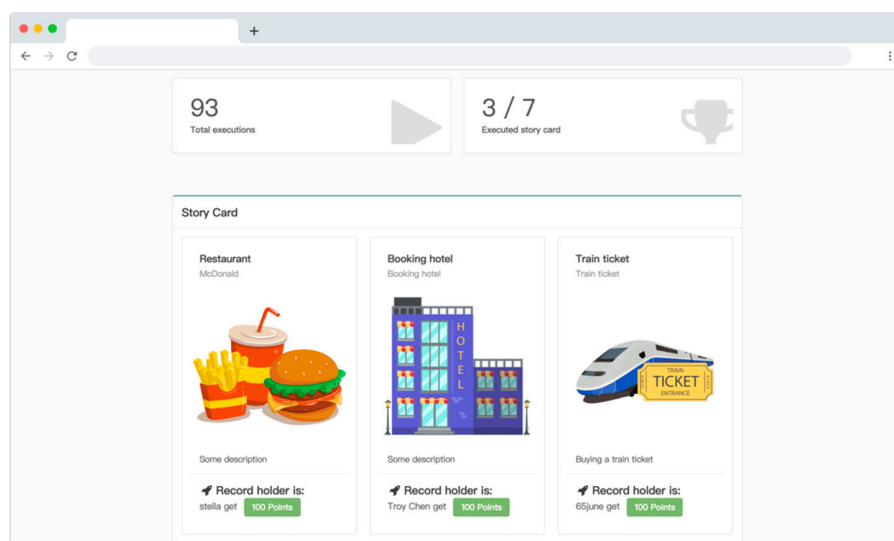 93
Total executions
3 / 7
Executed story card
Story Card
Restaurant
McDonald
Booking hotel
Booking hotel
Train ticket
Train ticket
HOTEL
TRAIN
TICKET
ENTRANCE
Some description
Some description
Buying a train ticket
Record holder is:
stella get 100 Points
Record holder is:
Troy Chen get 100 Points
Record holder is:
65june get 100 Points